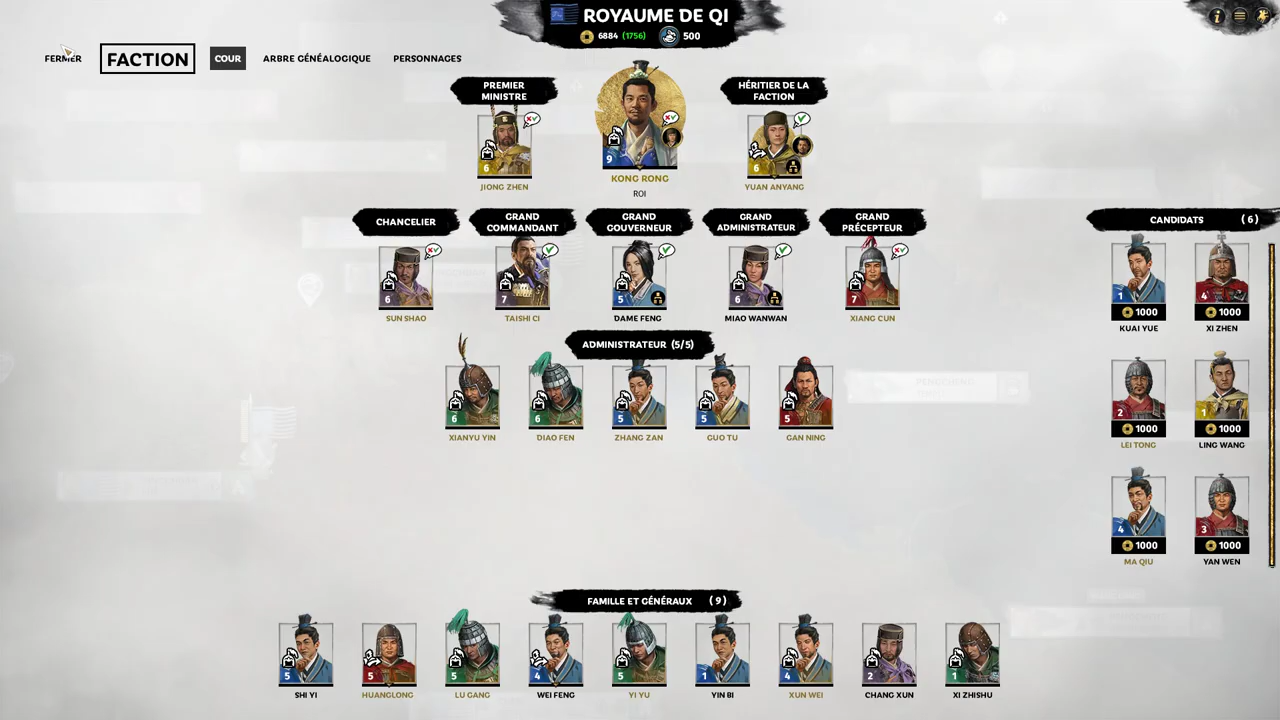 ROYAUME DE QI
6884 (1756) 500
FERMER FACTION COUR ARBRE GÉNÉALOGIQUE PERSONNAGES
PREMIER
MINISTRE
6
JIONG ZHEN
9
KONG RONG
ROI
HÉRITIER DE LA
FACTION
6
YUAN ANYANG
CHANCELIER
6
SUN SHAO
GRAND
COMMANDANT
7
TAISHI CI
GRAND
GOUVERNEUR
5
DAME FENG
GRAND
ADMINISTRATEUR
6
MIAO WANWAN
GRAND
PRÉCEPTEUR
7
XIANG CUN
ADMINISTRATEUR (5/5)
6 6 5 5 5
XIANYU YIN DIAO FEN ZHANG ZAN GUO TU GAN NING
CANDIDATS (6)
1 4
1000 1000
KUAI YUE XI ZHEN
2 1
1000 1000
LEI TONG LING WANG
4 3
1000 1000
MA QIU YAN WEN
FAMILLE ET GÉNÉRAUX (9)
5 5 5 4 5 1 4 2 1
SHI YI HUANGLONG LU GANG WEI FENG YI YU YIN BI XUN WEI CHANG XUN XI ZHISHU